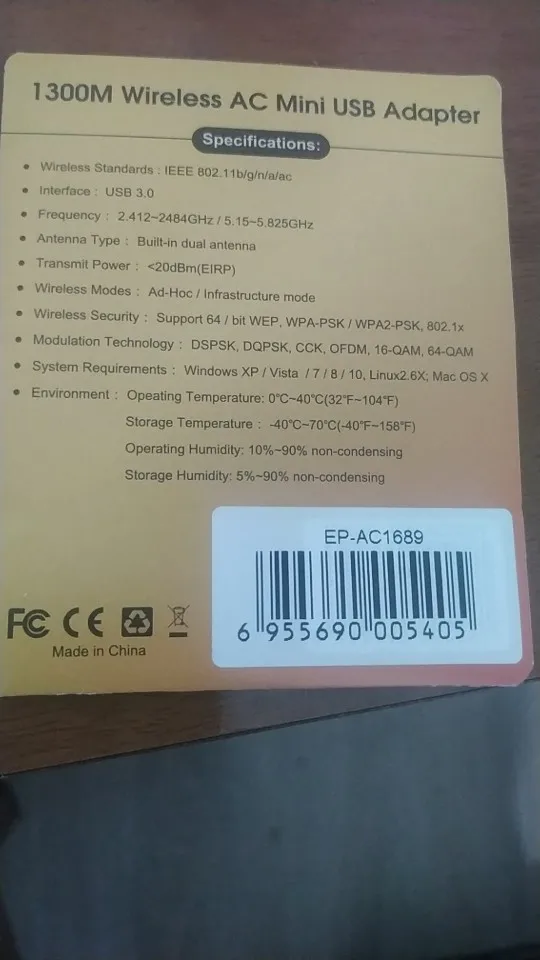 1300M Wireless AC Mini USB Adapter
Specifications:
• Wireless Standards : IEEE 802.11b/g/n/a/ac
• Interface : USB 3.0
• Frequency : 2.412~2484GHz / 5.15~5.825GHz
• Antenna Type : Built-in dual antenna
• Transmit Power : <20dBm(EIRP)
• Wireless Modes : Ad-Hoc / Infrastructure mode
• Wireless Security : Support 64 / bit WEP, WPA-PSK / WPA2-PSK, 802.1x
• Modulation Technology : DSPSK, DQPSK, CCK, OFDM, 16-QAM, 64-QAM
• System Requirements : Windows XP / Vista / 7 / 8 / 10, Linux2.6X; Mac OS X
• Environment : Opeating Temperature: 0℃~40℃(32℉~104℉)
Storage Temperature : -40℃~70℃(-40℉~158℉)
Operating Humidity: 10%~90% non-condensing
Storage Humidity: 5%~90% non-condensing
EP-AC1689
6 955690 005405
FC CE
Made in China